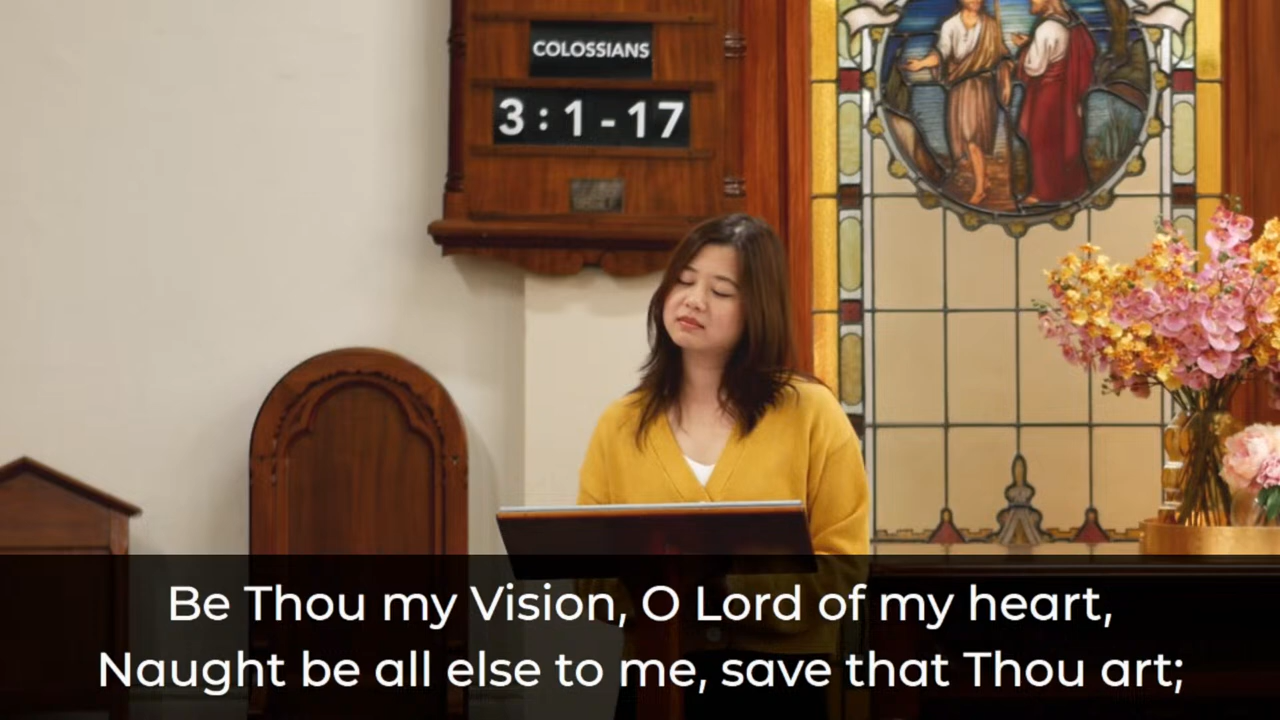 COLOSSIANS
3:1-17
Be Thou my Vision, O Lord of my heart,
Naught be all else to me, save that Thou art;